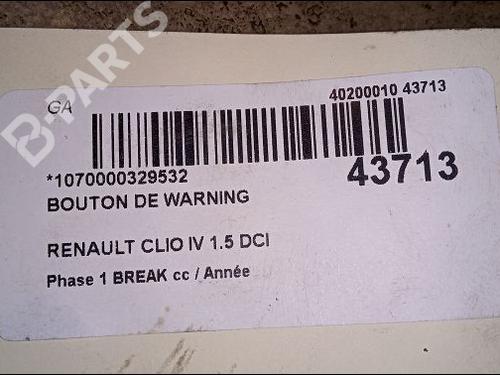 GA
40200010 43713
*1070000329532
43713
BOUTON DE WARNING
RENAULT CLIO IV 1.5 DCI
Phase 1 BREAK cc / Année
B-PARTS